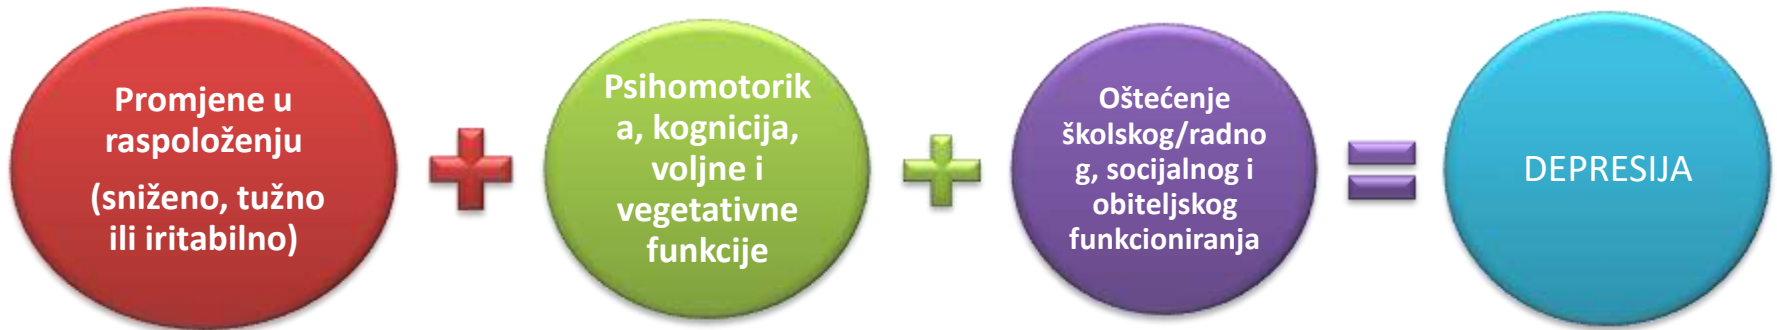 Promjene u
raspoloženju
(sniženo, tužno
ili iritabilno)
Psihomotorik
a, kognicija,
voljne i
vegetativne
funkcije
Oštećenje
školskog/radno
g, socijalnog i
obiteljskog
funkcioniranja
DEPRESIJA